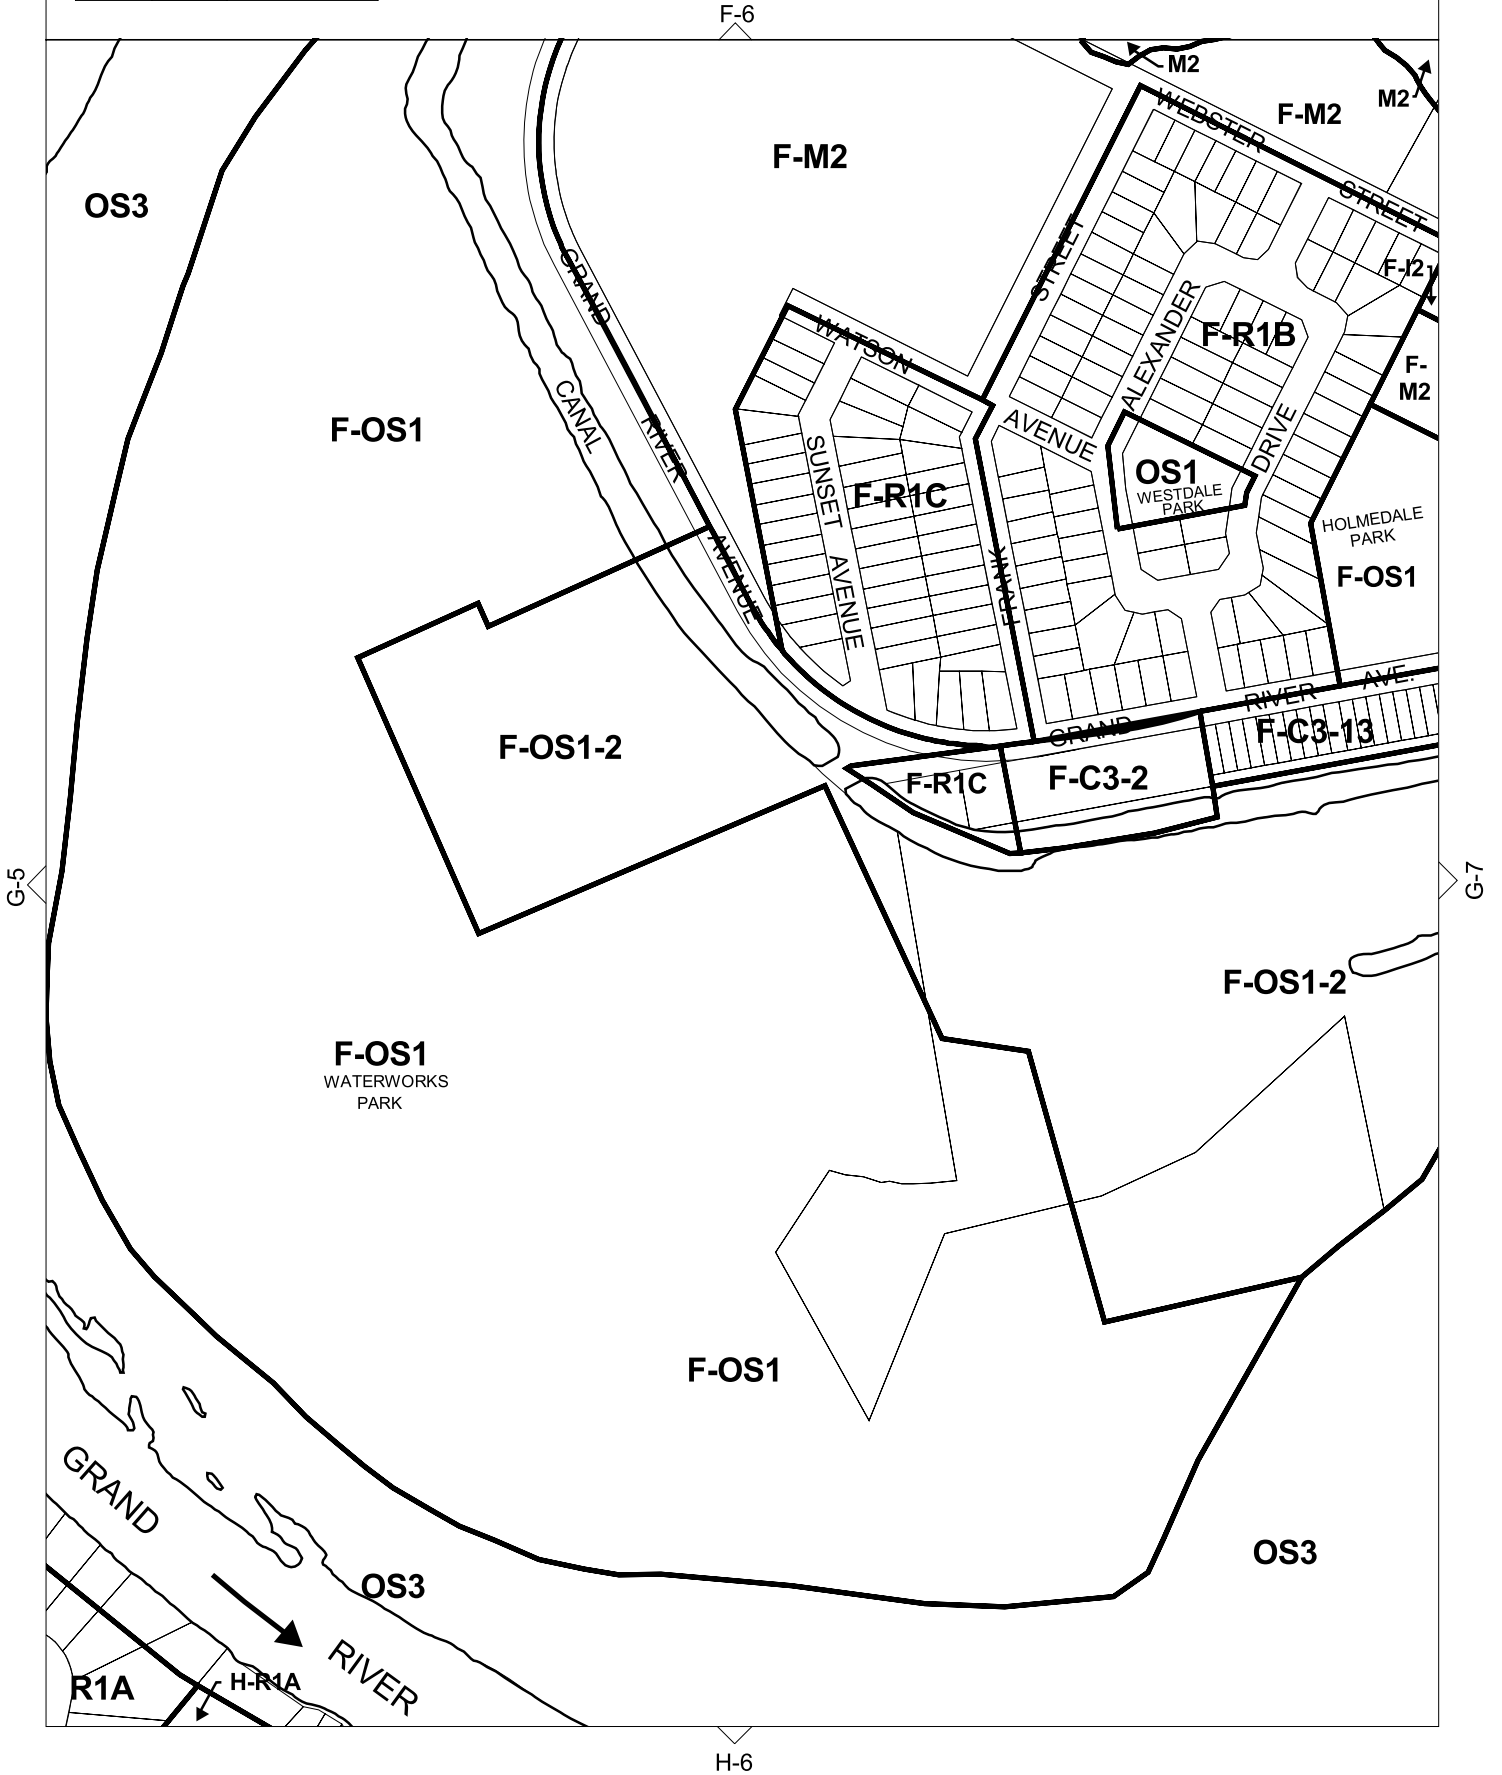 F-6
M2
M2
F-M2
WEBSTER
STREET
F-M2
OS3
STREET
F-I2
GRAND
ALEXANDER
F-R1B
WATSON
F-
M2
CANAL
F-OS1
RIVER
AVENUE
DRIVE
SUNSET AVENUE
F-R1C
OS1
WESTDALE
PARK
HOLMEDALE
PARK
F-OS1
AVENUE
FRANK
RIVER AVE.
GRAND
F-C3-13
F-OS1-2
F-R1C
F-C3-2
G-5
G-7
F-OS1-2
F-OS1
WATERWORKS
PARK
F-OS1
GRAND
OS3
OS3
RIVER
R1A
H-R1A
H-6